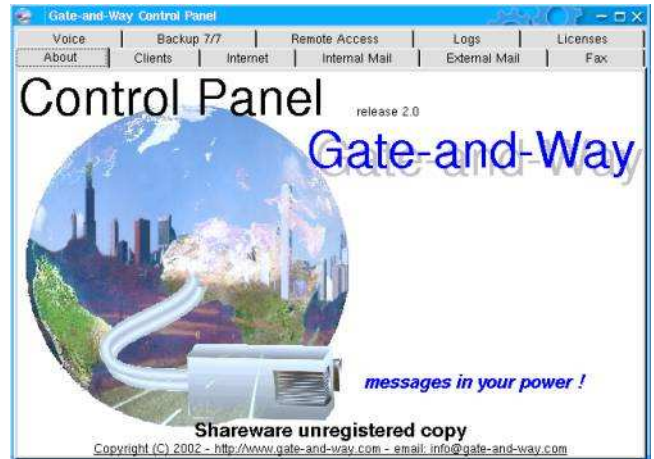 Gate-and-Way Control Panel
Voice Backup 7/7 Remote Access Logs Licenses
About Clients Internet Internal Mail External Mail Fax
Control Panel release 2.0
Gate-and-Way
messages in your power !
Shareware unregistered copy
Copyright (C) 2002 - http://www.gate-and-way.com - email: info@gate-and-way.com